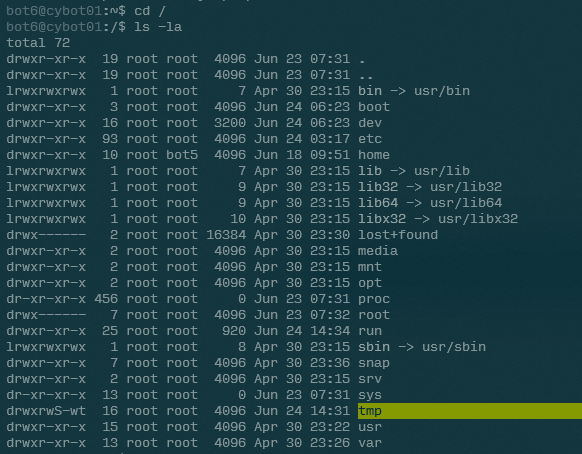 bot6@cybot01:~$ cd /
bot6@cybot01:/$ ls -la
total 72
drwxr-xr-x  19 root root  4096 Jun 23 07:31 .
drwxr-xr-x  19 root root  4096 Jun 23 07:31 ..
lrwxrwxrwx   1 root root     7 Apr 30 23:15 bin -> usr/bin
drwxr-xr-x   3 root root  4096 Jun 24 06:23 boot
drwxr-xr-x  16 root root  3200 Jun 24 06:23 dev
drwxr-xr-x  93 root root  4096 Jun 24 03:17 etc
drwxr-xr-x  10 root bot5  4096 Jun 18 09:51 home
lrwxrwxrwx   1 root root     7 Apr 30 23:15 lib -> usr/lib
lrwxrwxrwx   1 root root     9 Apr 30 23:15 lib32 -> usr/lib32
lrwxrwxrwx   1 root root     9 Apr 30 23:15 lib64 -> usr/lib64
lrwxrwxrwx   1 root root    10 Apr 30 23:15 libx32 -> usr/libx32
drwx------   2 root root 16384 Apr 30 23:30 lost+found
drwxr-xr-x   2 root root  4096 Apr 30 23:15 media
drwxr-xr-x   2 root root  4096 Apr 30 23:15 mnt
drwxr-xr-x   2 root root  4096 Apr 30 23:15 opt
dr-xr-xr-x 456 root root     0 Jun 23 07:31 proc
drwx------   7 root root  4096 Jun 23 07:32 root
drwxr-xr-x  25 root root   920 Jun 24 14:34 run
lrwxrwxrwx   1 root root     8 Apr 30 23:15 sbin -> usr/sbin
drwxr-xr-x   7 root root  4096 Apr 30 23:36 snap
drwxr-xr-x   2 root root  4096 Apr 30 23:15 srv
dr-xr-xr-x  13 root root     0 Jun 23 07:31 sys
drwxrwS-wt  16 root root  4096 Jun 24 14:31 tmp
drwxr-xr-x  15 root root  4096 Apr 30 23:22 usr
drwxr-xr-x  13 root root  4096 Apr 30 23:26 var